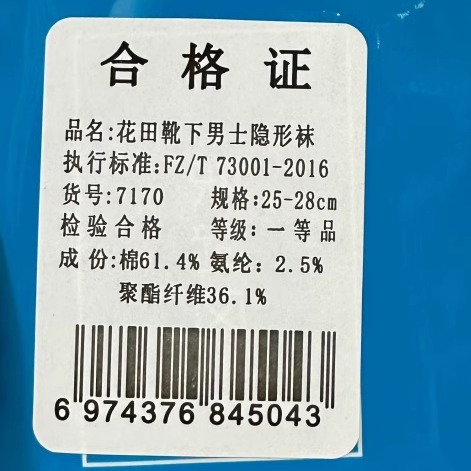 合格证
品名:花田靴下男士隐形袜
执行标准:FZ/T 73001-2016
货号:7170 规格:25-28cm
检验合格 等级:一等品
成份:棉61.4% 氨纶:2.5%
聚酯纤维36.1%
6 974376 845043